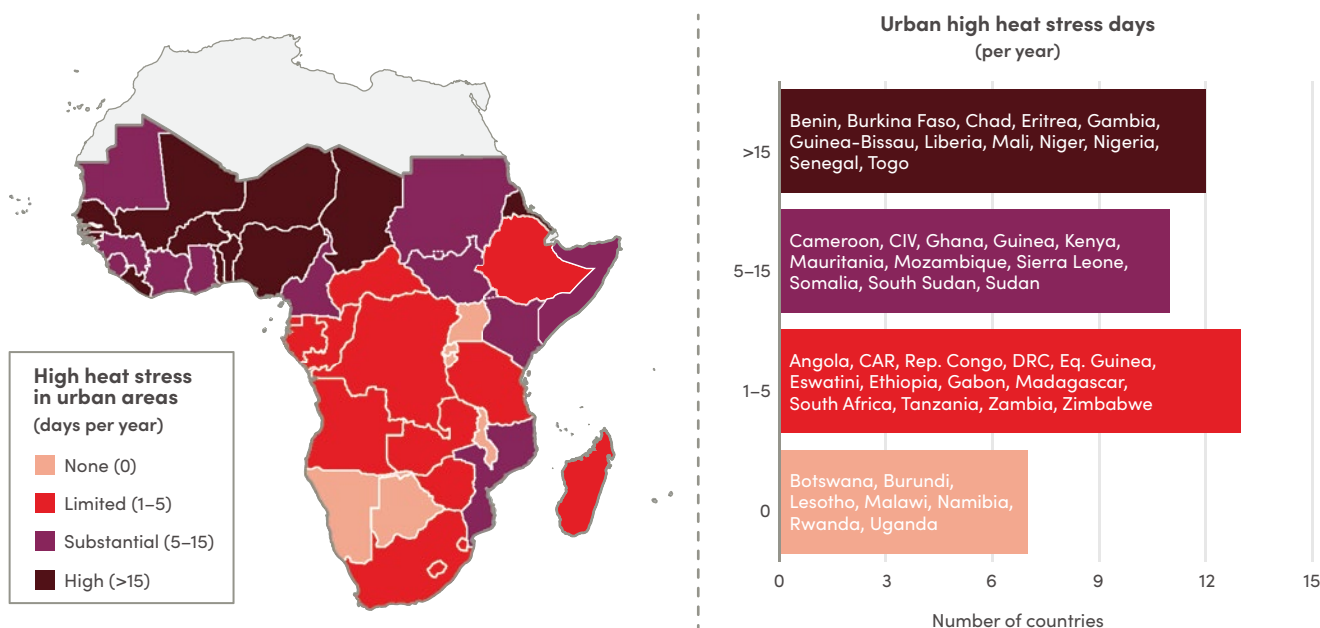 High heat stress
in urban areas
(days per year)
None (0)
Limited (1–5)
Substantial (5–15)
High (>15)
Urban high heat stress days
(per year)
>15
Benin, Burkina Faso, Chad, Eritrea, Gambia,
Guinea-Bissau, Liberia, Mali, Niger, Nigeria,
Senegal, Togo
5–15
Cameroon, CIV, Ghana, Guinea, Kenya,
Mauritania, Mozambique, Sierra Leone,
Somalia, South Sudan, Sudan
1–5
Angola, CAR, Rep. Congo, DRC, Eq. Guinea,
Eswatini, Ethiopia, Gabon, Madagascar,
South Africa, Tanzania, Zambia, Zimbabwe
0
Botswana, Burundi,
Lesotho, Malawi, Namibia,
Rwanda, Uganda
0 3 6 9 12 15
Number of countries